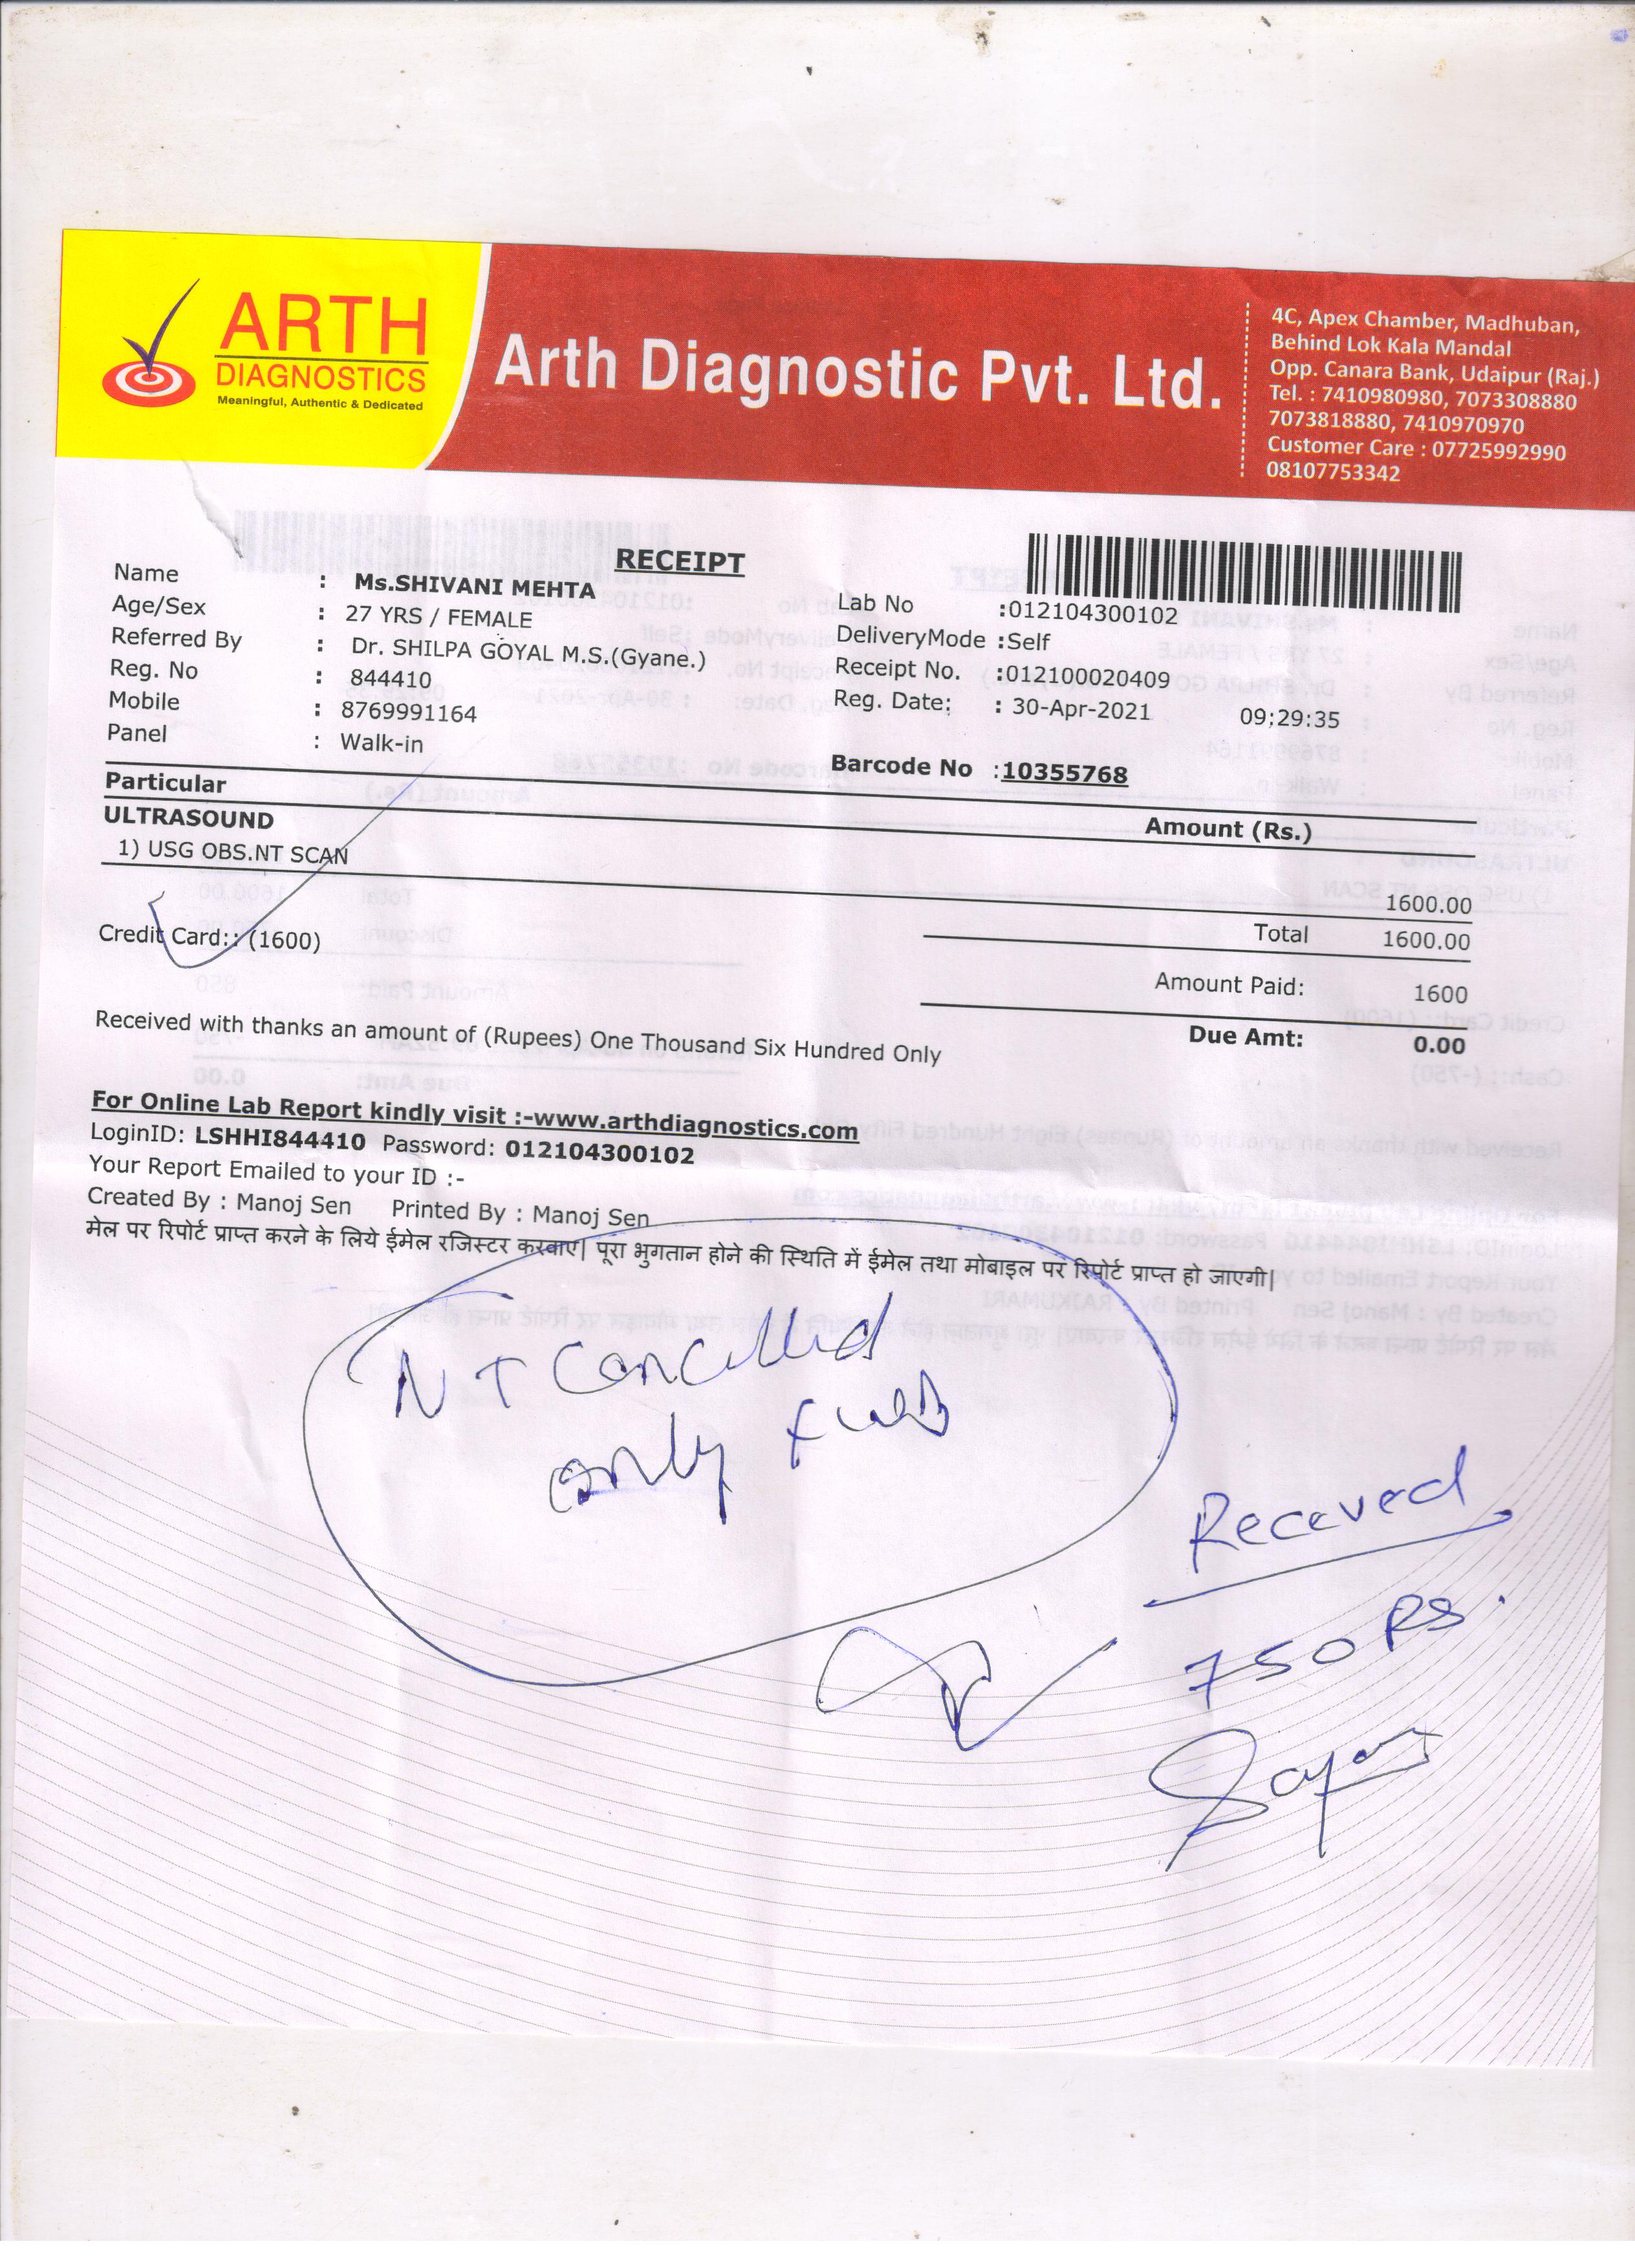 ARTH
DIAGNOSTICS
Meaningful, Authentic & Dedicated
Arth Diagnostic Pvt. Ltd.
4C, Apex Chamber, Madhuban,
Behind Lok Kala Mandal
Opp. Canara Bank, Udaipur (Raj.)
Tel. : 7410980980, 7073308880
7073818880, 7410970970
Customer Care : 07725992990
08107753342
RECEIPT
Name : Ms.SHIVANI MEHTA
Age/Sex : 27 YRS / FEMALE
Referred By : Dr. SHILPA GOYAL M.S.(Gyane.)
Reg. No : 844410
Mobile : 8769991164
Panel : Walk-in
Lab No :012104300102
DeliveryMode :Self
Receipt No. :012100020409
Reg. Date: : 30-Apr-2021 09;29:35
Barcode No :10355768
Particular Amount (Rs.)
ULTRASOUND
1) USG OBS.NT SCAN 1600.00
Total 1600.00
Credit Card:: (1600)
Amount Paid: 1600
Due Amt: 0.00
Received with thanks an amount of (Rupees) One Thousand Six Hundred Only
For Online Lab Report kindly visit :-www.arthdiagnostics.com
LoginID: LSHHI844410 Password: 012104300102
Your Report Emailed to your ID :-
Created By : Manoj Sen Printed By : Manoj Sen
मेल पर रिपोर्ट प्राप्त करने के लिये ईमेल रजिस्टर करवाए| पूरा भुगतान होने की स्थिति में ईमेल तथा मोबाइल पर रिपोर्ट प्राप्त हो जाएगी|
NT Cancelled
only
Receved
750 RS.